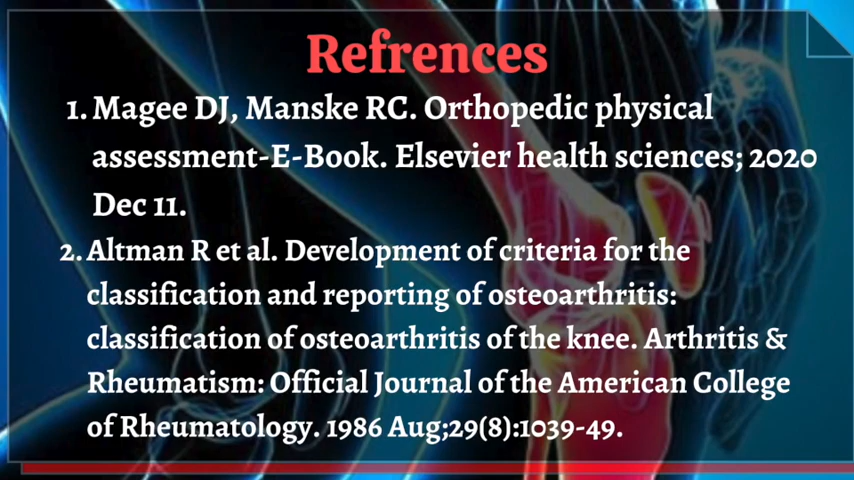 Refrences
1. Magee DJ, Manske RC. Orthopedic physical
assessment-E-Book. Elsevier health sciences; 2020
Dec 11.
2. Altman R et al. Development of criteria for the
classification and reporting of osteoarthritis:
classification of osteoarthritis of the knee. Arthritis &
Rheumatism: Official Journal of the American College
of Rheumatology. 1986 Aug;29(8):1039-49.